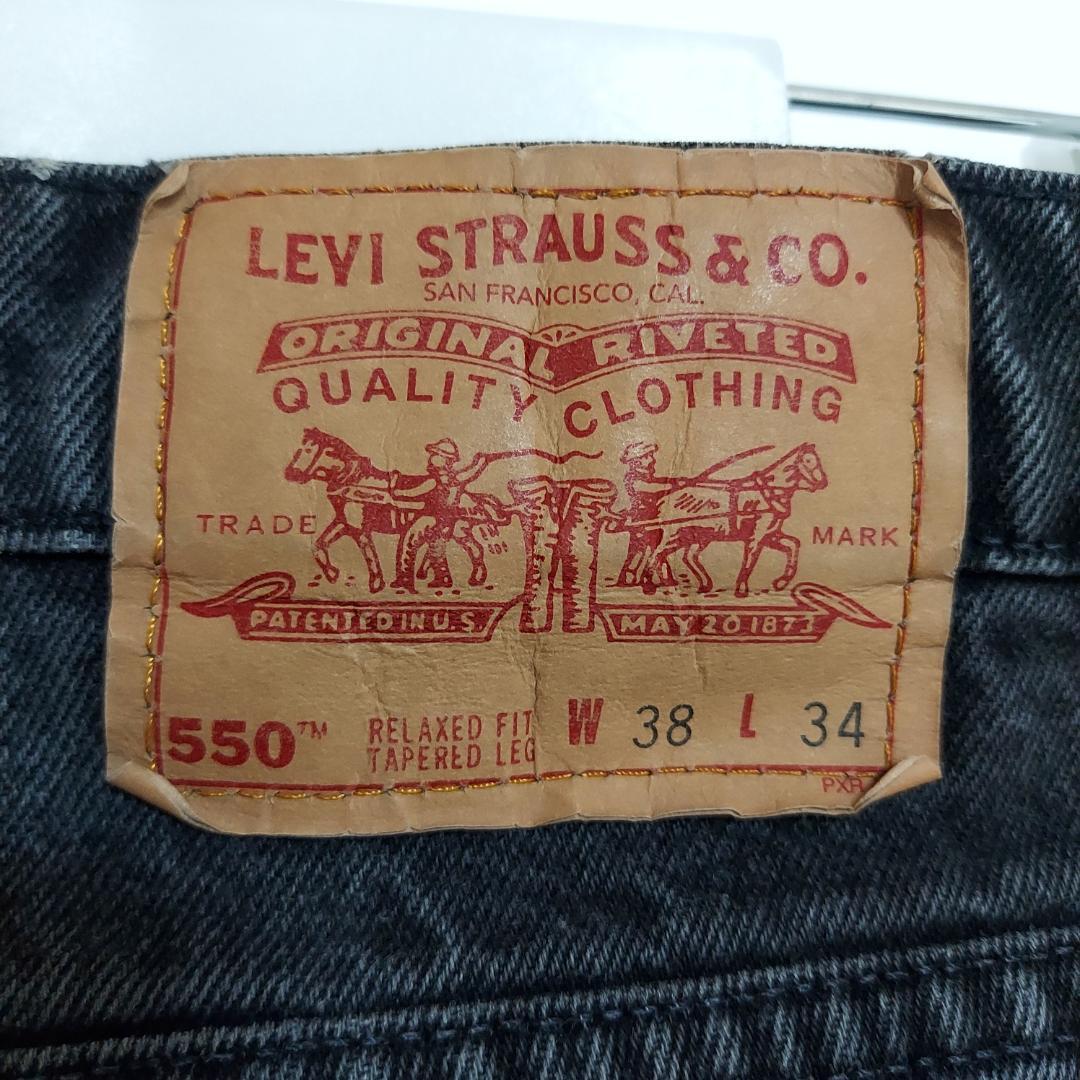 LEVI STRAUSS & CO.
SAN FRANCISCO, CAL.
ORIGINAL RIVETED
QUALITY CLOTHING
TRADE MARK
PATENTED IN U.S. MAY 20 1873
550™ RELAXED FIT W 38 L 34
TAPERED LEG
PXR